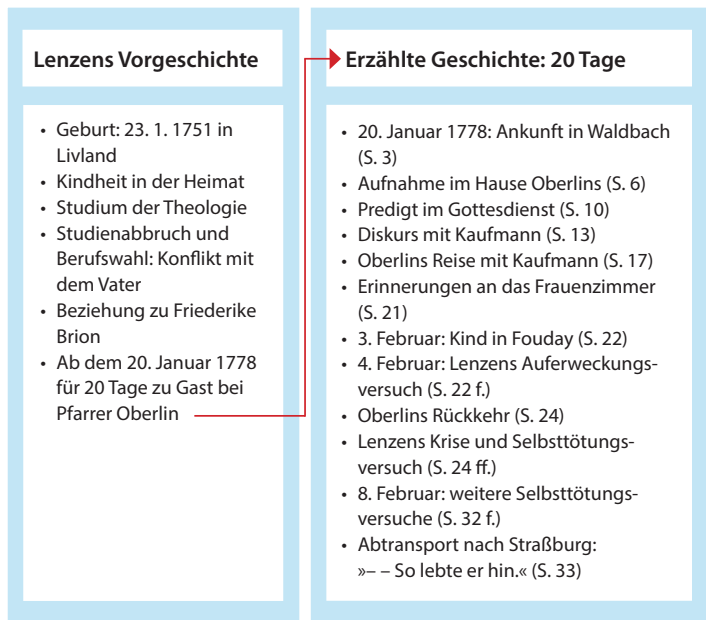 Lenzens Vorgeschichte
• Geburt: 23. 1. 1751 in
Livland
• Kindheit in der Heimat
• Studium der Theologie
• Studienabbruch und
Berufswahl: Konflikt mit
dem Vater
• Beziehung zu Friederike
Brion
• Ab dem 20. Januar 1778
für 20 Tage zu Gast bei
Pfarrer Oberlin
Erzählte Geschichte: 20 Tage
• 20. Januar 1778: Ankunft in Waldbach
(S. 3)
• Aufnahme im Hause Oberlins (S. 6)
• Predigt im Gottesdienst (S. 10)
• Diskurs mit Kaufmann (S. 13)
• Oberlins Reise mit Kaufmann (S. 17)
• Erinnerungen an das Frauenzimmer
(S. 21)
• 3. Februar: Kind in Fouday (S. 22)
• 4. Februar: Lenzens Auferweckungs-
versuch (S. 22 f.)
• Oberlins Rückkehr (S. 24)
• Lenzens Krise und Selbsttötungs-
versuch (S. 24 ff.)
• 8. Februar: weitere Selbsttötungs-
versuche (S. 32 f.)
• Abtransport nach Straßburg:
»– – So lebte er hin.« (S. 33)